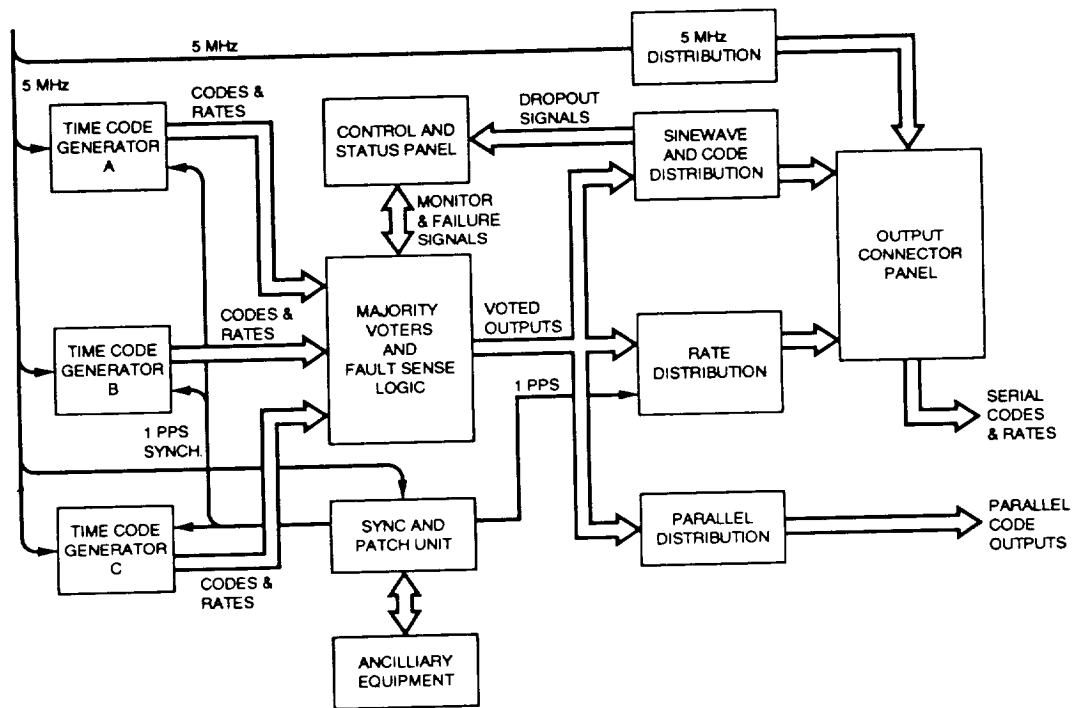 5 MHz
5 MHz
DISTRIBUTION
5 MHz
CODES &
RATES
TIME CODE
GENERATOR
A
CONTROL AND
STATUS PANEL
DROPOUT
SIGNALS
SINEWAVE
AND CODE
DISTRIBUTION
MONITOR
& FAILURE
SIGNALS
OUTPUT
CONNECTOR
PANEL
CODES &
RATES
TIME CODE
GENERATOR
B
MAJORITY
VOTERS
AND
FAULT SENSE
LOGIC
VOTED
OUTPUTS
RATE
DISTRIBUTION
1 PPS
SERIAL
CODES
& RATES
1 PPS
SYNCH.
TIME CODE
GENERATOR
C
SYNC AND
PATCH UNIT
PARALLEL
DISTRIBUTION
PARALLEL
CODE
OUTPUTS
CODES &
RATES
ANCILLIARY
EQUIPMENT